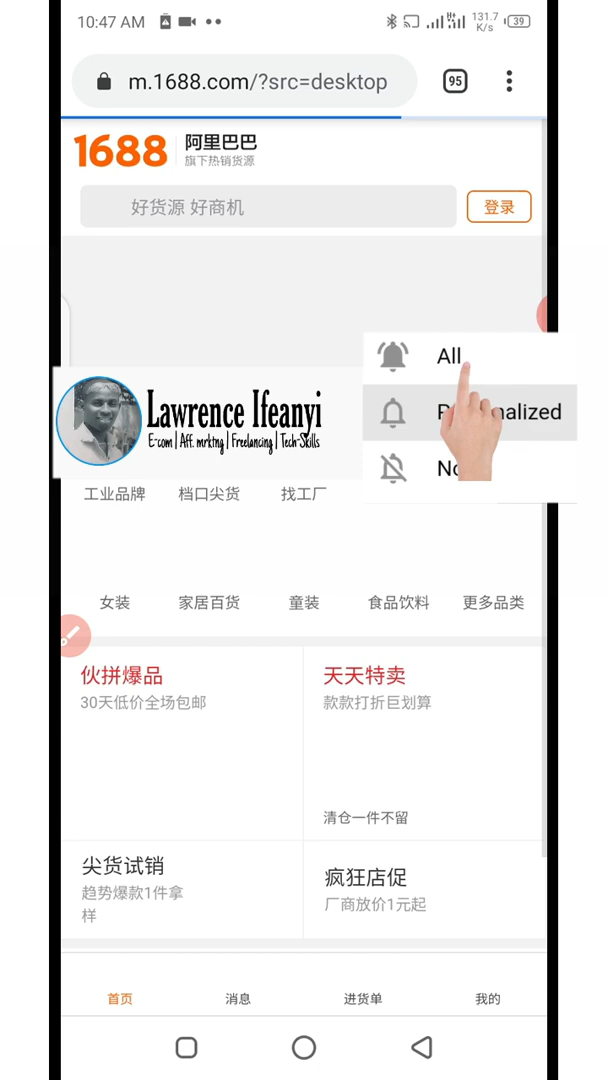 10:47 AM
131.7 K/s
39
m.1688.com/?src=desktop
95
1688
阿里巴巴
旗下热销货源
好货源 好商机
登录
All
Lawrence Ifeanyi
E-com | Aff. mrktng | Freelancing | Tech-Skills
工业品牌 档口尖货 找工厂
女装 家居百货 童装 食品饮料 更多品类
伙拼爆品
30天低价全场包邮
天天特卖
款款打折巨划算
清仓一件不留
尖货试销
趋势爆款1件拿
样
疯狂店促
厂商放价1元起
首页 消息 进货单 我的